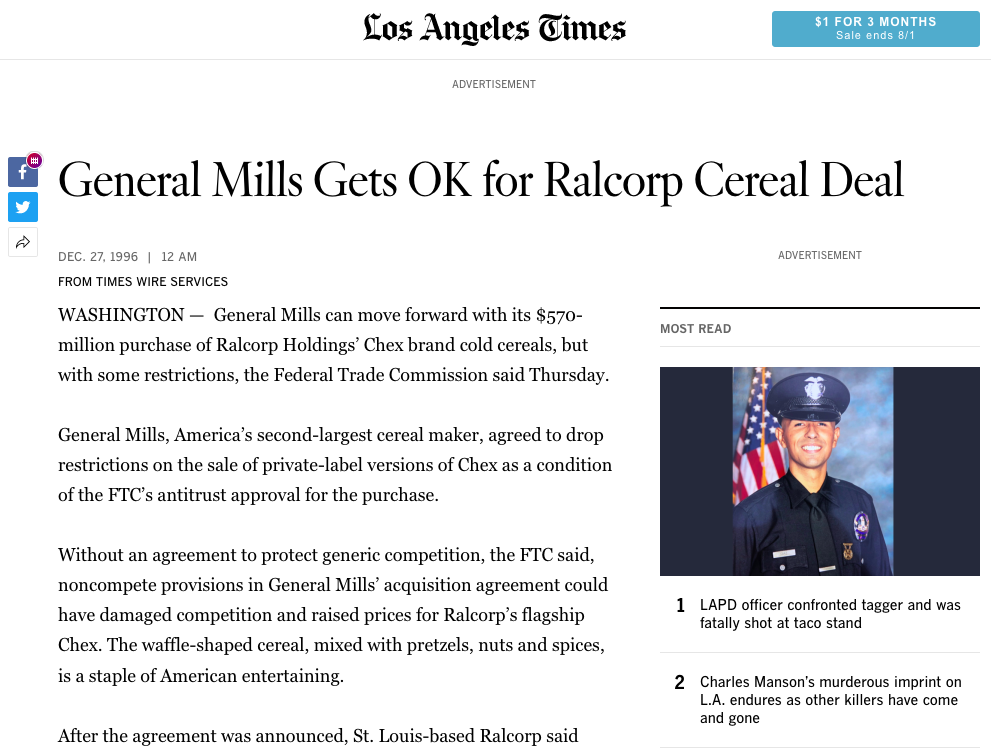 Los Angeles Times
$1 FOR 3 MONTHS
Sale ends 8/1
ADVERTISEMENT
General Mills Gets OK for Ralcorp Cereal Deal
DEC. 27, 1996 | 12 AM
FROM TIMES WIRE SERVICES
WASHINGTON — General Mills can move forward with its $570-
million purchase of Ralcorp Holdings’ Chex brand cold cereals, but
with some restrictions, the Federal Trade Commission said Thursday.
General Mills, America’s second-largest cereal maker, agreed to drop
restrictions on the sale of private-label versions of Chex as a condition
of the FTC’s antitrust approval for the purchase.
Without an agreement to protect generic competition, the FTC said,
noncompete provisions in General Mills’ acquisition agreement could
have damaged competition and raised prices for Ralcorp’s flagship
Chex. The waffle-shaped cereal, mixed with pretzels, nuts and spices,
is a staple of American entertaining.
After the agreement was announced, St. Louis-based Ralcorp said
ADVERTISEMENT
MOST READ
1 LAPD officer confronted tagger and was
fatally shot at taco stand
2 Charles Manson’s murderous imprint on
L.A. endures as other killers have come
and gone